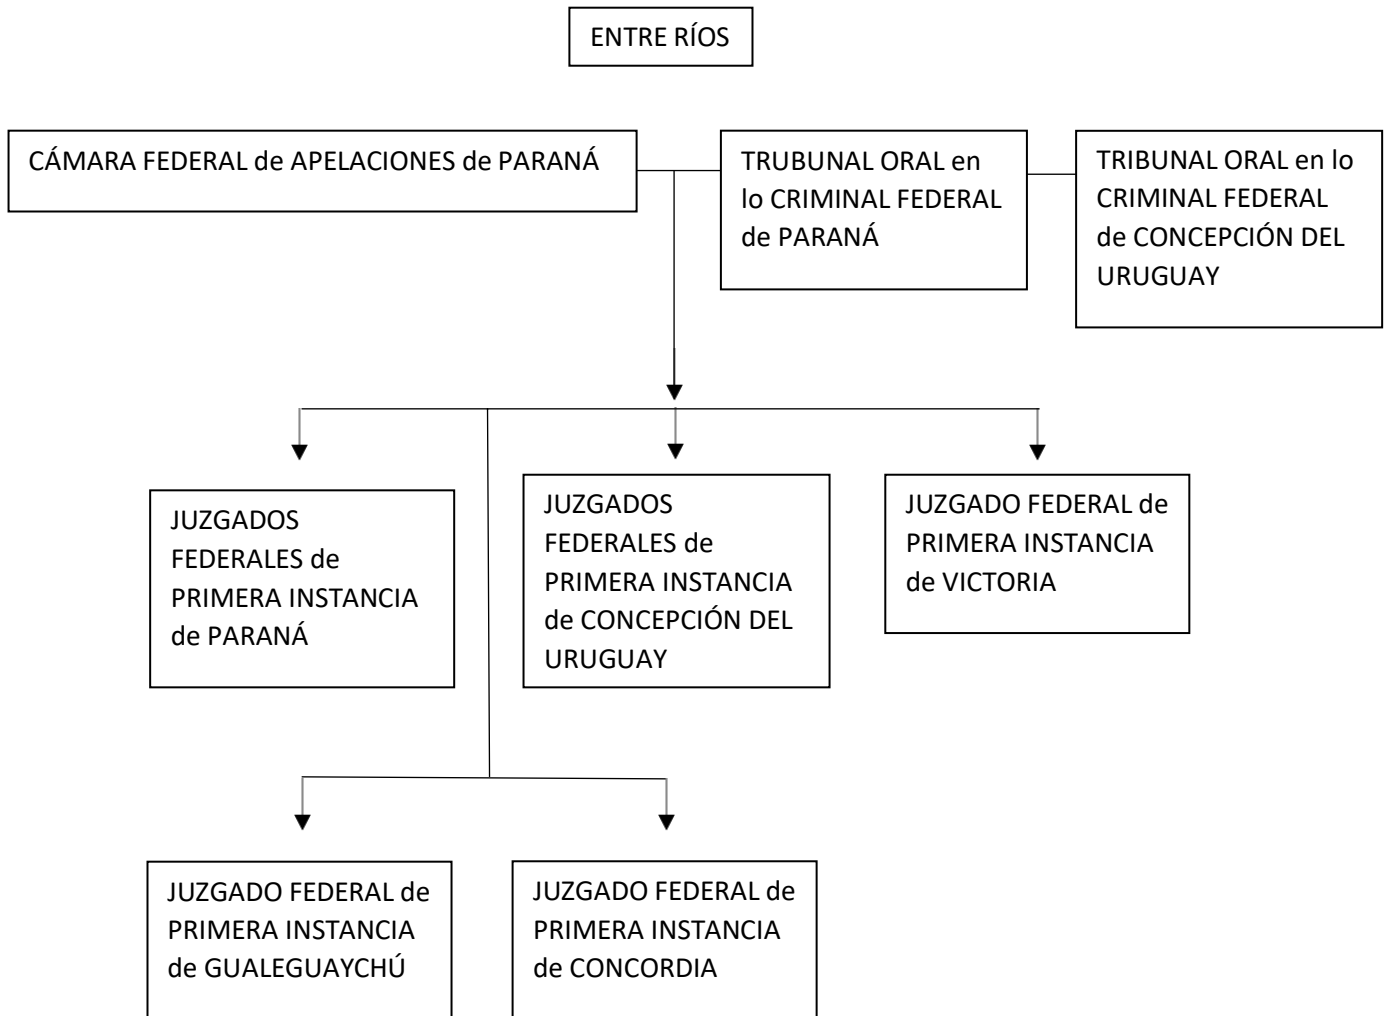 ENTRE RÍOS
CÁMARA FEDERAL de APELACIONES de PARANÁ
TRUBUNAL ORAL en
lo CRIMINAL FEDERAL
de PARANÁ
TRIBUNAL ORAL en lo
CRIMINAL FEDERAL
de CONCEPCIÓN DEL
URUGUAY
JUZGADOS
FEDERALES de
PRIMERA INSTANCIA
de PARANÁ
JUZGADOS
FEDERALES de
PRIMERA INSTANCIA
de CONCEPCIÓN DEL
URUGUAY
JUZGADO FEDERAL de
PRIMERA INSTANCIA
de VICTORIA
JUZGADO FEDERAL de
PRIMERA INSTANCIA
de GUALEGUAYCHÚ
JUZGADO FEDERAL de
PRIMERA INSTANCIA
de CONCORDIA